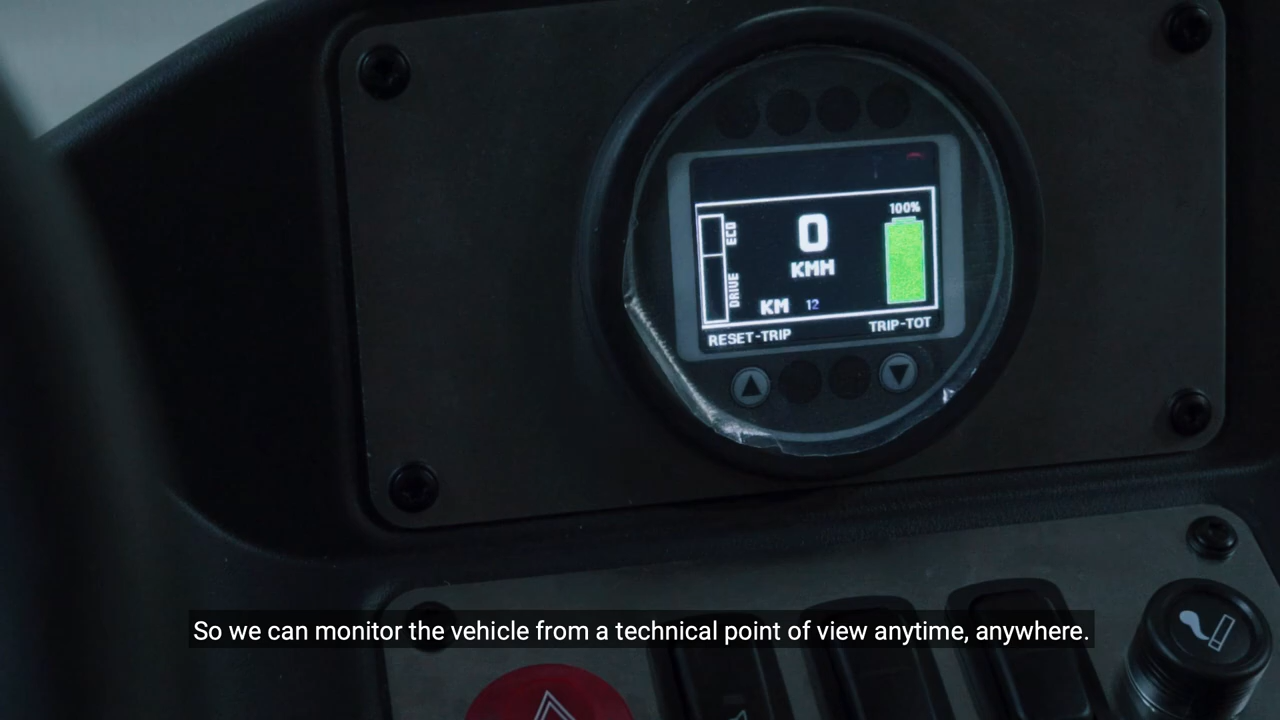 100%
ECO
0
KMH
DRIVE
KM 12
RESET-TRIP TRIP-TOT
So we can monitor the vehicle from a technical point of view anytime, anywhere.